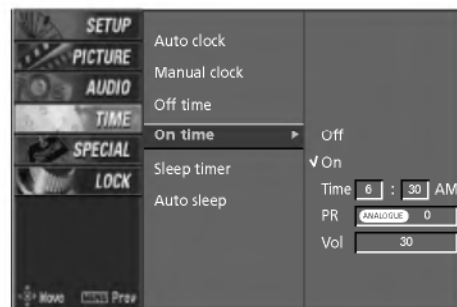 SETUP
PICTURE
AUDIO
TIME
SPECIAL
LOCK
Move MENU Prev
Auto clock
Manual clock
Off time
On time ▶
Sleep timer
Auto sleep
Off
✓On
Time 6 : 30 AM
PR ANALOGUE 0
Vol 30